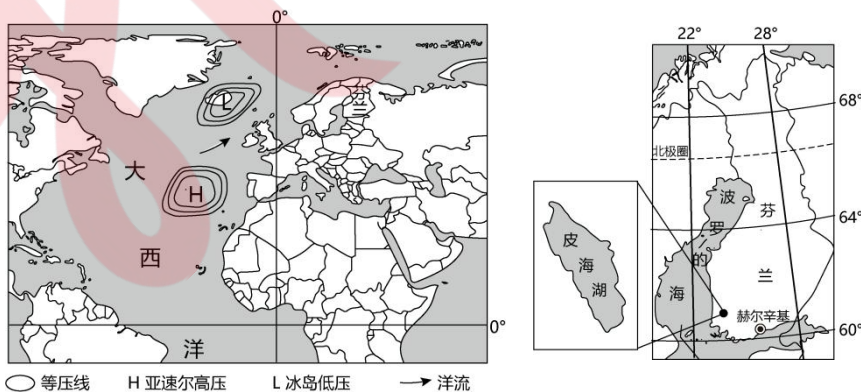 0°
芬兰
L
大
H
西
0°
洋
等压线 H 亚速尔高压 L 冰岛低压 洋流
22° 28°
68°
北极圈
波罗的海
芬兰
64°
皮海湖
赫尔辛基
60°